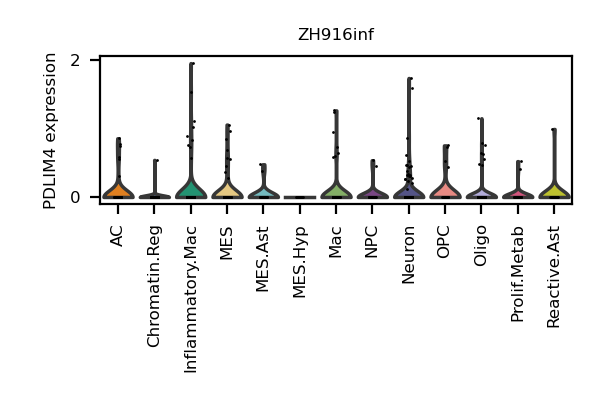 ZH916inf
PDLIM4 expression
2
0
AC
Chromatin.Reg
Inflammatory.Mac
MES
MES.Ast
MES.Hyp
Mac
NPC
Neuron
OPC
Oligo
Prolif.Metab
Reactive.Ast